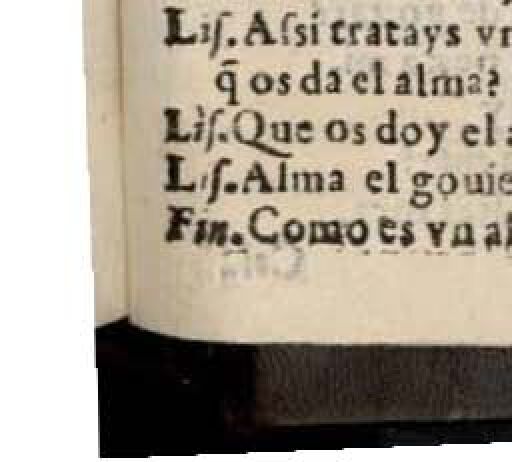 Lis. Assi tratays vn
q̃ os da el alma?
Lis. Que os doy el a
Lis. Alma el gouie
Fin. Como es vn a